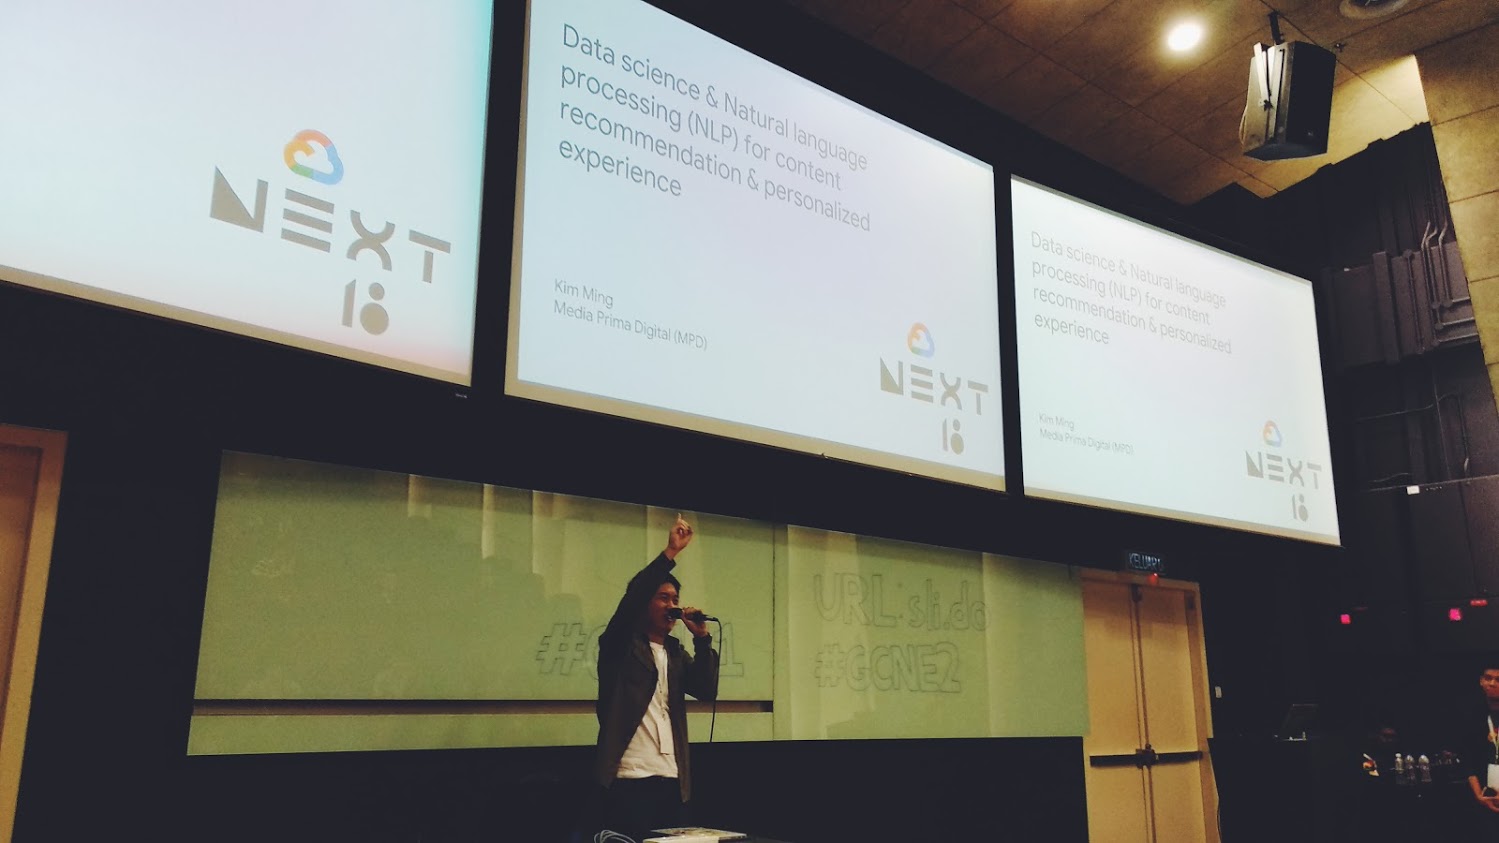 NEXT
18
Data science & Natural language
processing (NLP) for content
recommendation & personalized
experience
Kim Ming
Media Prima Digital (MPD)
NEXT
18
Data science & Natural language
processing (NLP) for content
recommendation & personalized
experience
Kim Ming
Media Prima Digital (MPD)
NEXT
18
KELUAR
URL: sli.do
#GCNE2